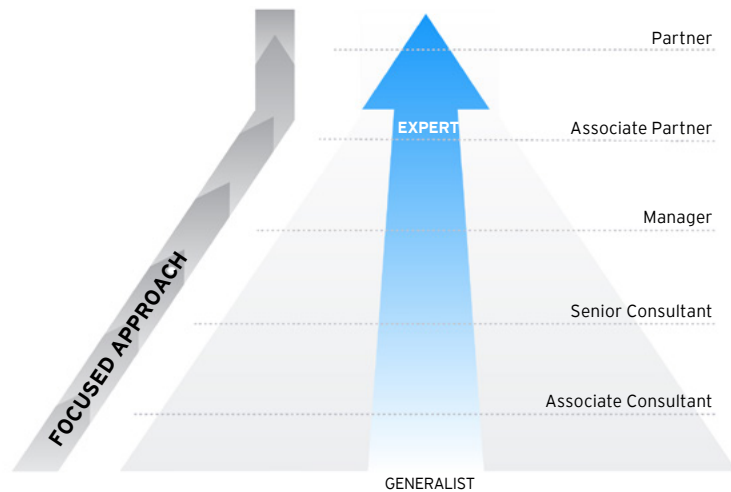 Partner
EXPERT
Associate Partner
Manager
FOCUSED APPROACH
Senior Consultant
Associate Consultant
GENERALIST